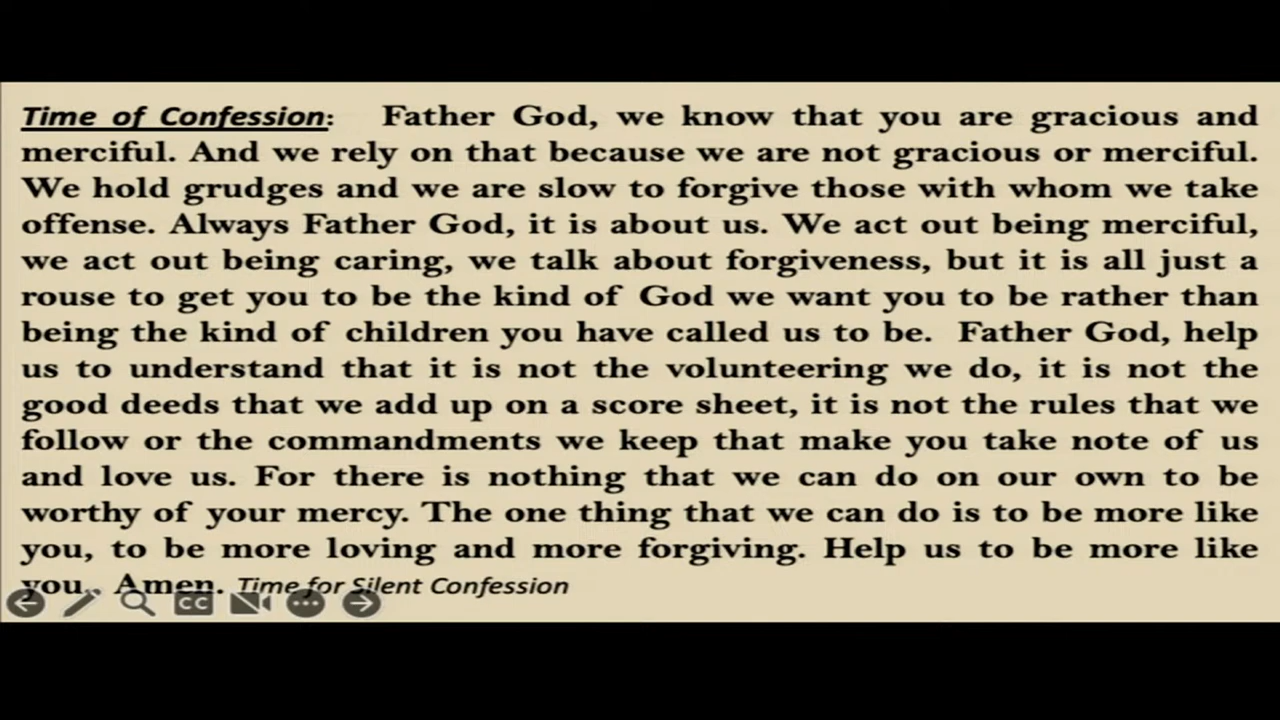 Time of Confession: Father God, we know that you are gracious and
merciful. And we rely on that because we are not gracious or merciful.
We hold grudges and we are slow to forgive those with whom we take
offense. Always Father God, it is about us. We act out being merciful,
we act out being caring, we talk about forgiveness, but it is all just a
rouse to get you to be the kind of God we want you to be rather than
being the kind of children you have called us to be. Father God, help
us to understand that it is not the volunteering we do, it is not the
good deeds that we add up on a score sheet, it is not the rules that we
follow or the commandments we keep that make you take note of us
and love us. For there is nothing that we can do on our own to be
worthy of your mercy. The one thing that we can do is to be more like
you, to be more loving and more forgiving. Help us to be more like
you. Amen. Time for Silent Confession
CC